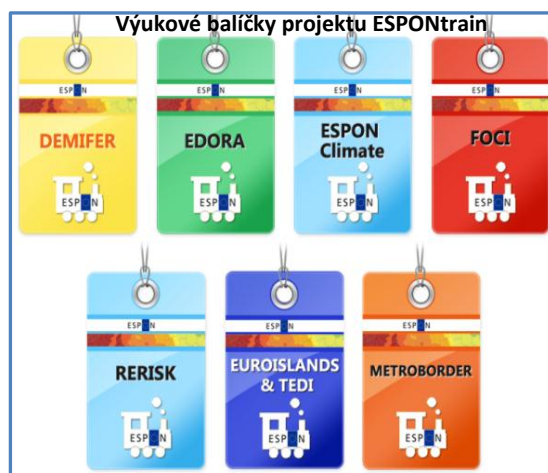 Výukové balíčky projektu ESPONtrain
ESPON
ESPON
ESPON
ESPON
DEMIFER
EDORA
ESPON
Climate
FOCI
ESPON
ESPON
ESPON
ESPON
ESPON
ESPON
ESPON
RERISK
EUROISLANDS
& TEDI
METROBORDER
ESPON
ESPON
ESPON